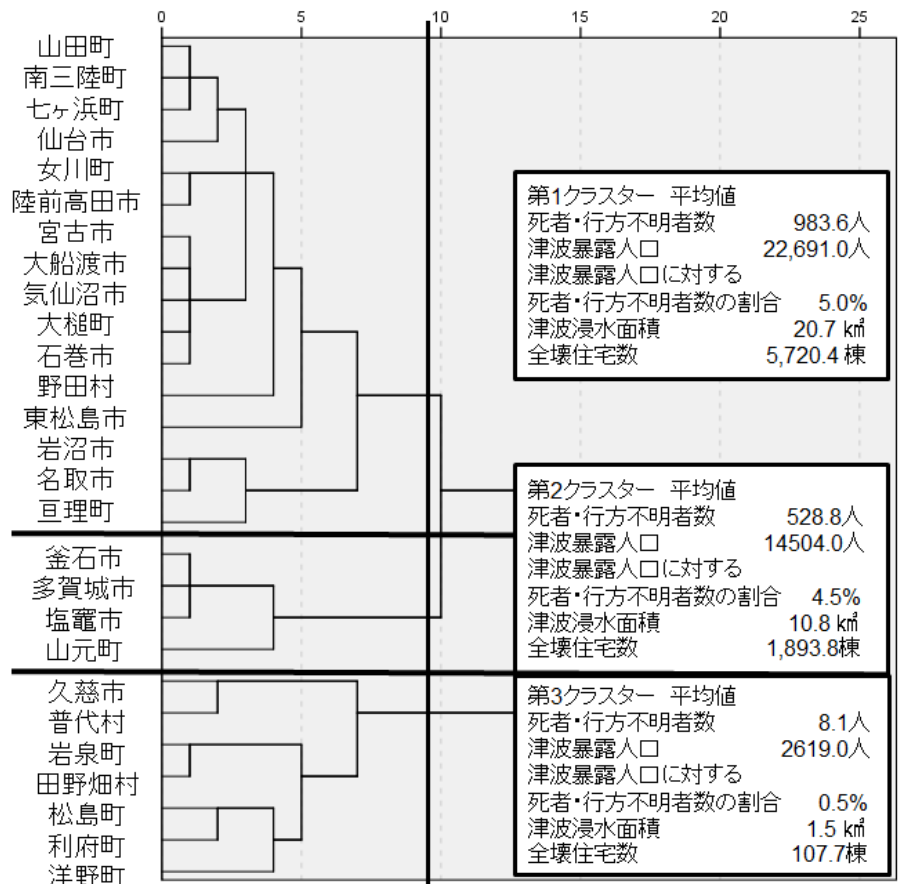 0 5 10 15 20 25
山田町
南三陸町
七ヶ浜町
仙台市
女川町
陸前高田市
宮古市
大船渡市
気仙沼市
大槌町
石巻市
野田村
東松島市
岩沼市
名取市
亘理町
釜石市
多賀城市
塩竈市
山元町
久慈市
普代村
岩泉町
田野畑村
松島町
利府町
洋野町
第1クラスター 平均値
死者・行方不明者数 983.6人
津波暴露人口 22,691.0人
津波暴露人口に対する
死者・行方不明者数の割合 5.0%
津波浸水面積 20.7 ㎢
全壊住宅数 5,720.4 棟
第2クラスター 平均値
死者・行方不明者数 528.8人
津波暴露人口 14504.0人
津波暴露人口に対する
死者・行方不明者数の割合 4.5%
津波浸水面積 10.8 ㎢
全壊住宅数 1,893.8棟
第3クラスター 平均値
死者・行方不明者数 8.1人
津波暴露人口 2619.0人
津波暴露人口に対する
死者・行方不明者数の割合 0.5%
津波浸水面積 1.5 ㎢
全壊住宅数 107.7棟